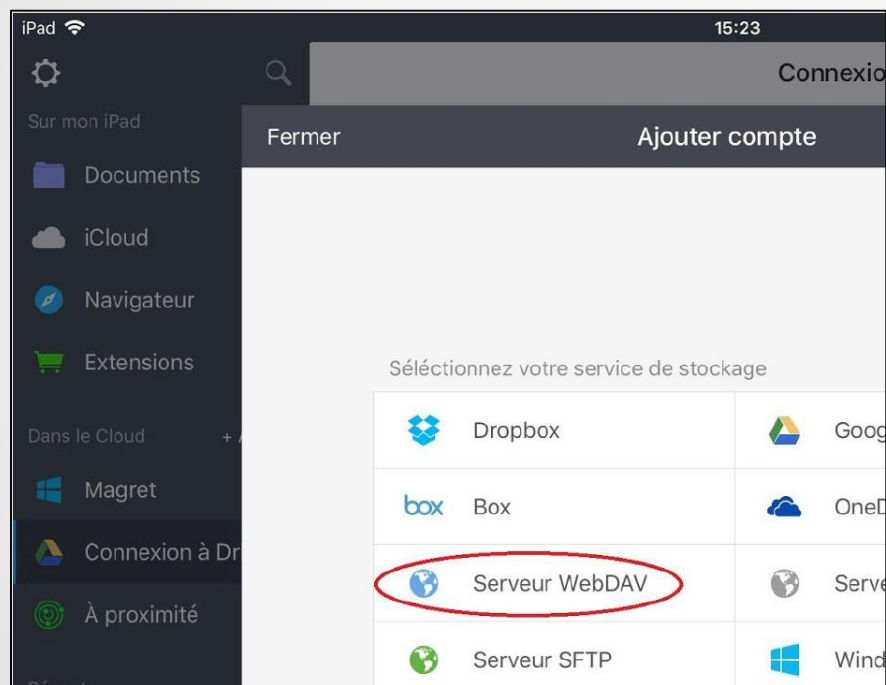 iPad 15:23
Connexio
Sur mon iPad
Fermer Ajouter compte
Documents
iCloud
Navigateur
Extensions
Séléctionnez votre service de stockage
Dropbox Goog
Dans le Cloud + A
Magret
box Box OneD
Connexion à Dr
Serveur WebDAV Serve
À proximité
Serveur SFTP Wind